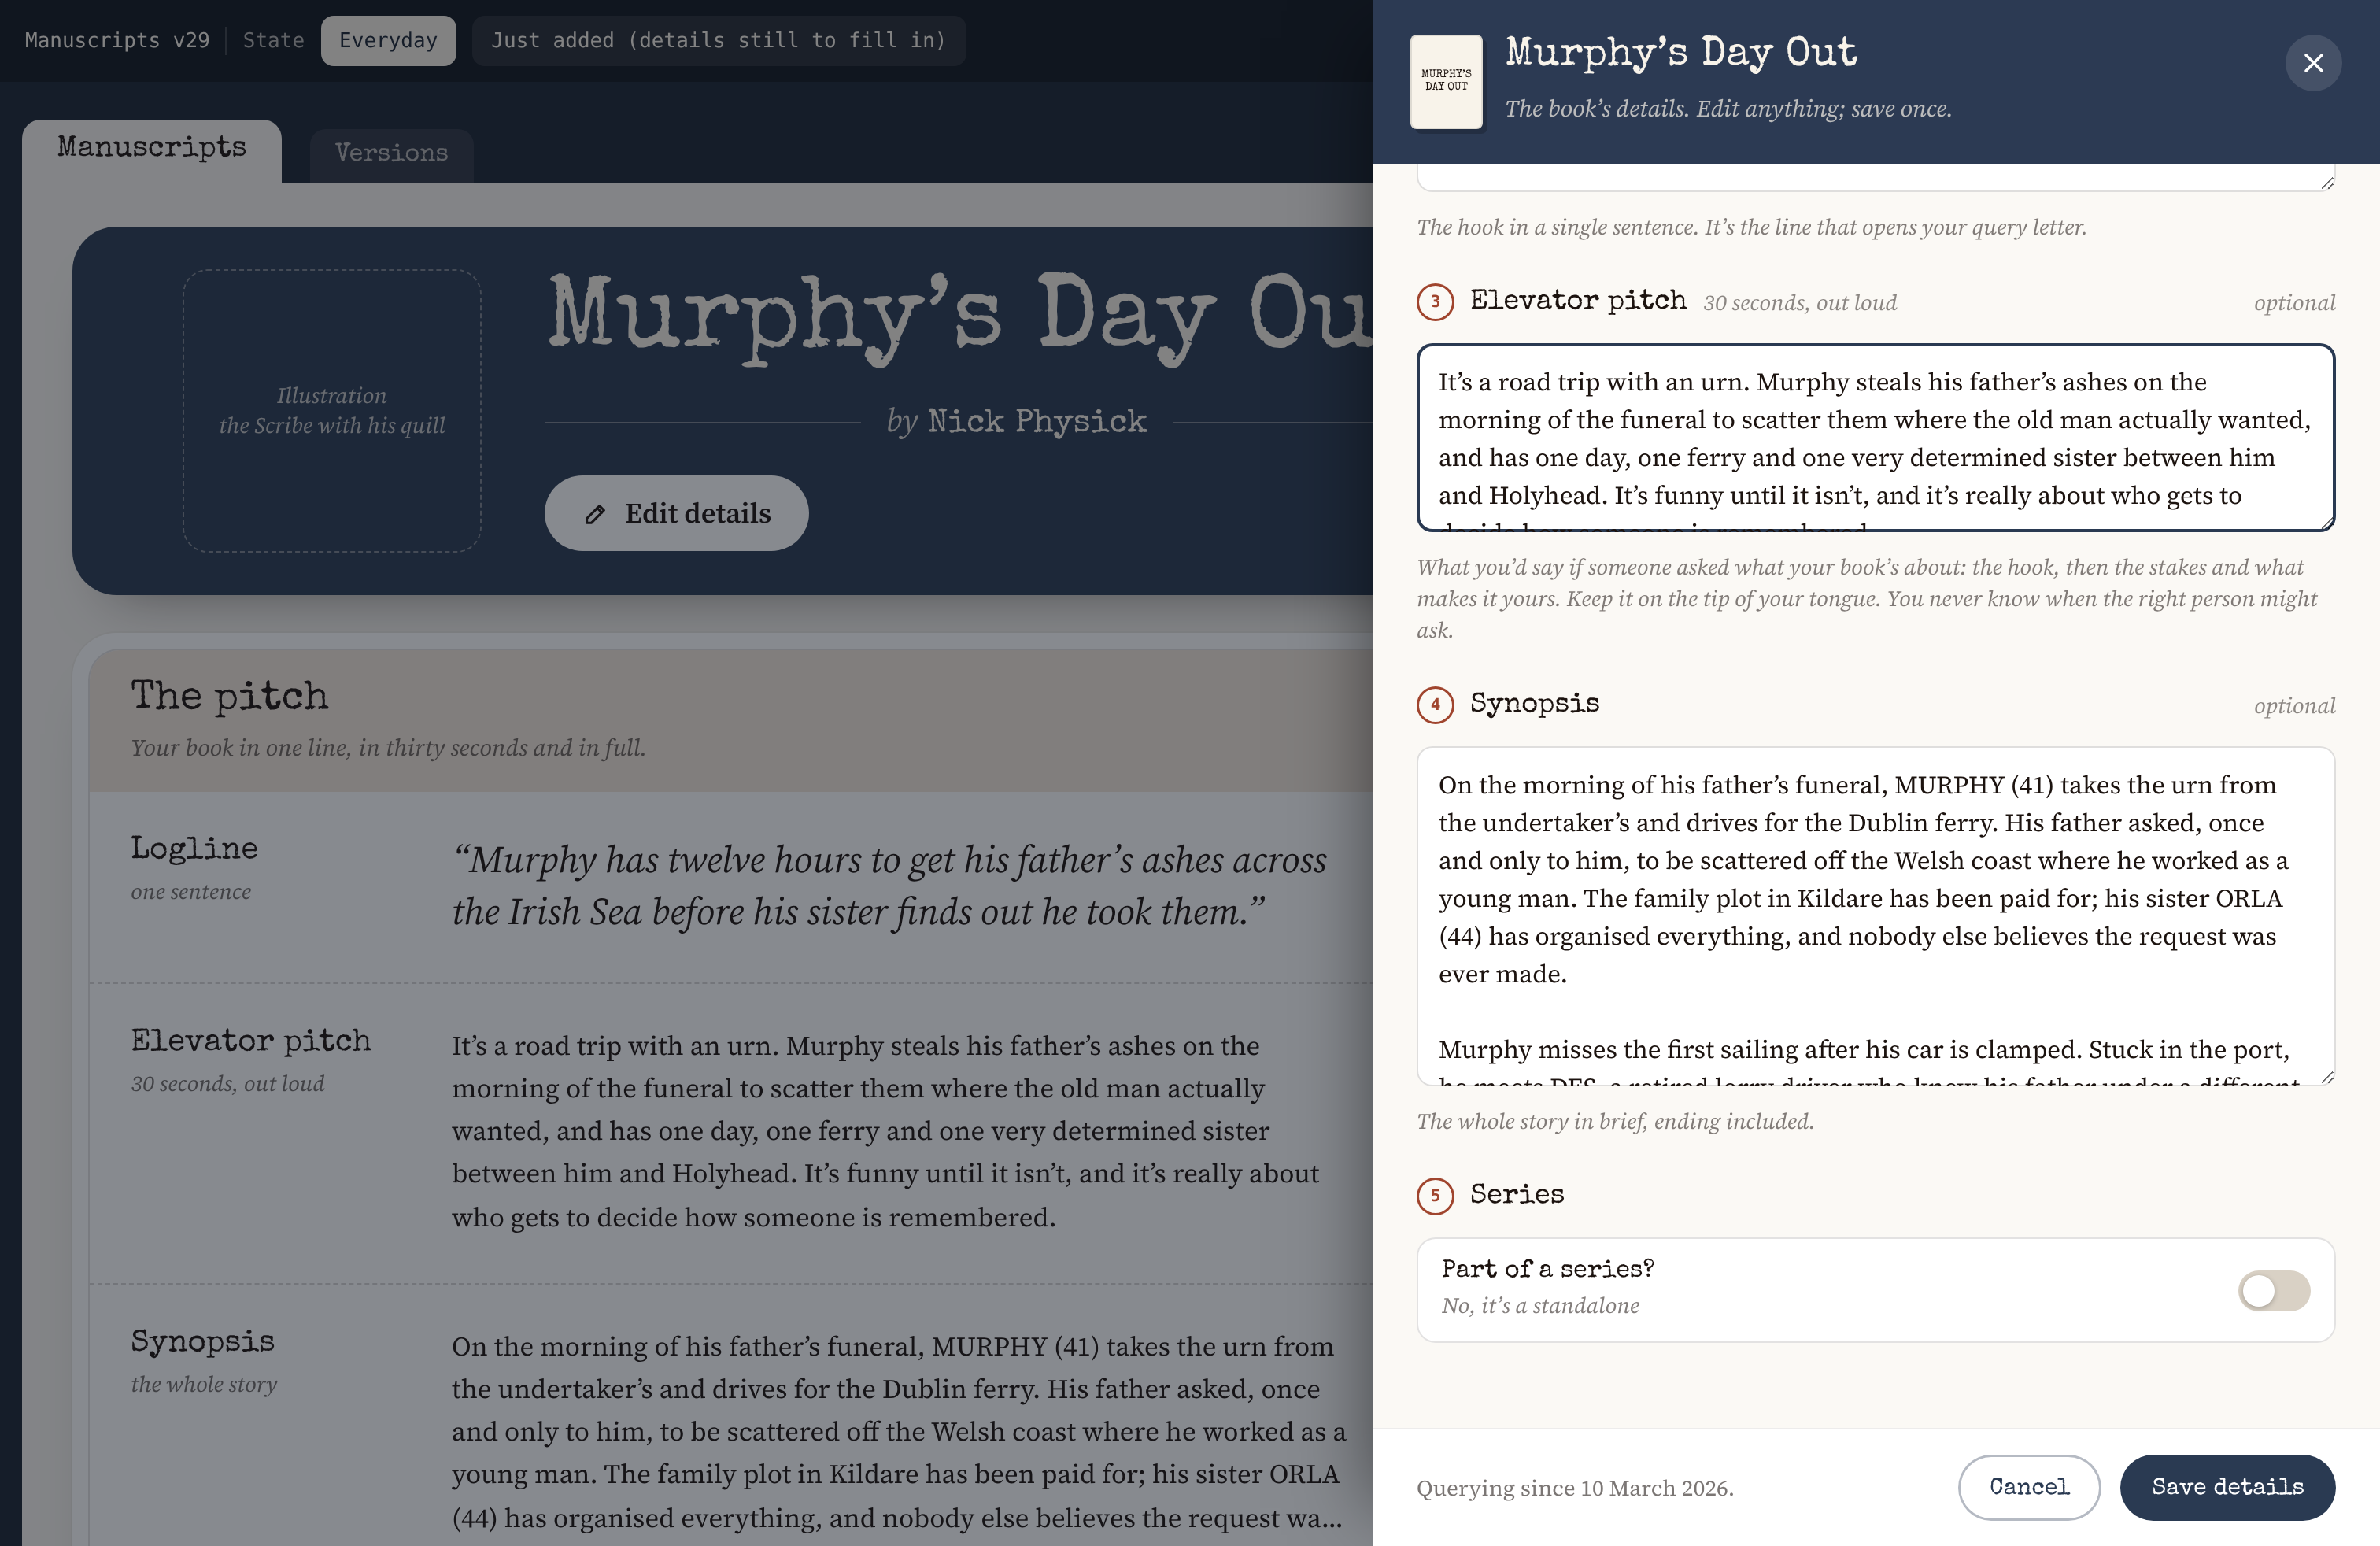 Manuscripts v29
State
Everyday
Just added (details still to fill in)
Manuscripts
Versions
Illustration
the Scribe with his quill
Murphy’s Day Ou
by Nick Physick
Edit details
The pitch
Your book in one line, in thirty seconds and in full.
Logline
one sentence
“Murphy has twelve hours to get his father’s ashes across
the Irish Sea before his sister finds out he took them.”
Elevator pitch
30 seconds, out loud
It’s a road trip with an urn. Murphy steals his father’s ashes on the
morning of the funeral to scatter them where the old man actually
wanted, and has one day, one ferry and one very determined sister
between him and Holyhead. It’s funny until it isn’t, and it’s really about
who gets to decide how someone is remembered.
Synopsis
the whole story
On the morning of his father’s funeral, MURPHY (41) takes the urn from
the undertaker’s and drives for the Dublin ferry. His father asked, once
and only to him, to be scattered off the Welsh coast where he worked as a
young man. The family plot in Kildare has been paid for; his sister ORLA
(44) has organised everything, and nobody else believes the request wa...
MURPHY’S
DAY OUT
Murphy’s Day Out
The book’s details. Edit anything; save once.
The hook in a single sentence. It’s the line that opens your query letter.
3 Elevator pitch 30 seconds, out loud optional
It’s a road trip with an urn. Murphy steals his father’s ashes on the
morning of the funeral to scatter them where the old man actually wanted,
and has one day, one ferry and one very determined sister between him
and Holyhead. It’s funny until it isn’t, and it’s really about who gets to
decide how someone is remembered.
What you’d say if someone asked what your book’s about: the hook, then the stakes and what
makes it yours. Keep it on the tip of your tongue. You never know when the right person might
ask.
4 Synopsis optional
On the morning of his father’s funeral, MURPHY (41) takes the urn from
the undertaker’s and drives for the Dublin ferry. His father asked, once
and only to him, to be scattered off the Welsh coast where he worked as a
young man. The family plot in Kildare has been paid for; his sister ORLA
(44) has organised everything, and nobody else believes the request was
ever made.
Murphy misses the first sailing after his car is clamped. Stuck in the port,
he meets DES, a retired lorry driver who knew his father under a different
The whole story in brief, ending included.
5 Series
Part of a series?
No, it’s a standalone
Querying since 10 March 2026.
Cancel
Save details